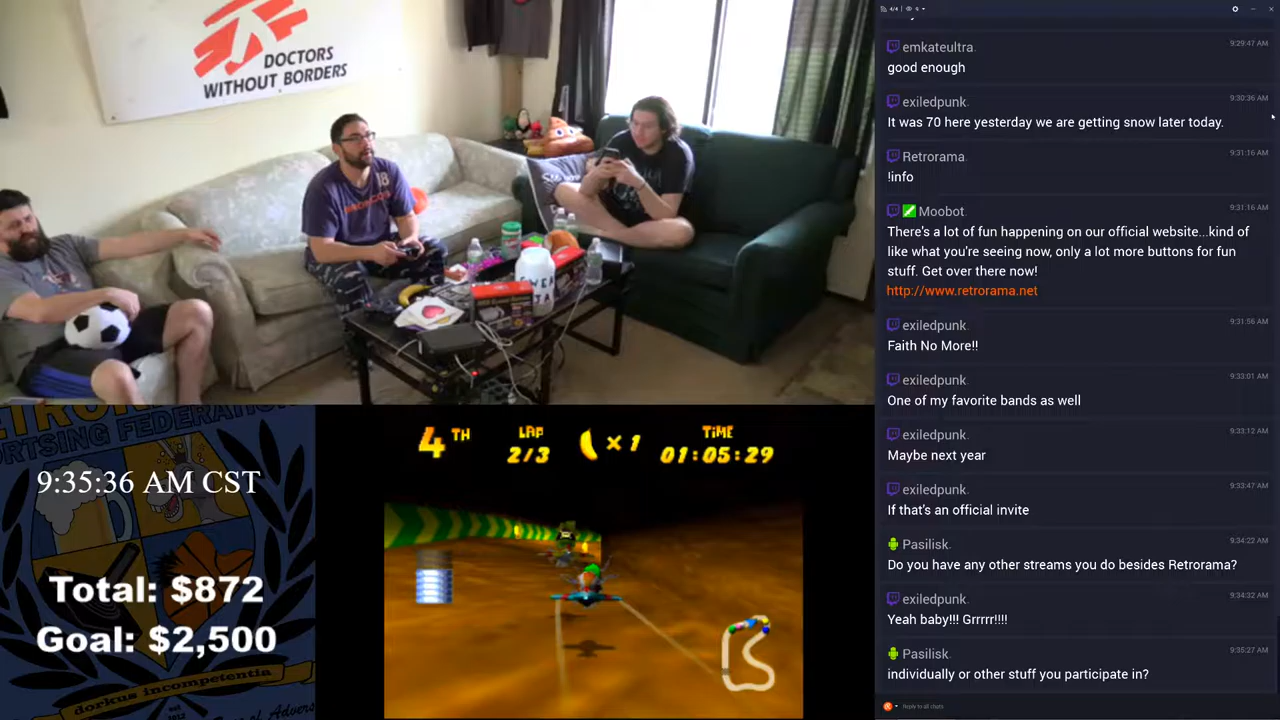 DOCTORS
WITHOUT BORDERS
18
9:35:36 AM CST
Total: $872
Goal: $2,500
dorkus incompetentia
4TH
LAP
2/3
× 1
TIME
01:05:29
4/4
emkateultra.
9:29:47 AM
good enough
exiledpunk.
9:30:36 AM
It was 70 here yesterday we are getting snow later today.
Retrorama.
9:31:16 AM
!info
Moobot.
9:31:16 AM
There's a lot of fun happening on our official website...kind of
like what you're seeing now, only a lot more buttons for fun
stuff. Get over there now!
http://www.retrorama.net
exiledpunk.
9:31:56 AM
Faith No More!!
exiledpunk.
9:33:01 AM
One of my favorite bands as well
exiledpunk.
9:33:12 AM
Maybe next year
exiledpunk.
9:33:47 AM
If that's an official invite
Pasilisk.
9:34:22 AM
Do you have any other streams you do besides Retrorama?
exiledpunk.
9:34:32 AM
Yeah baby!!! Grrrrr!!!!
Pasilisk.
9:35:27 AM
individually or other stuff you participate in?
Reply to all chats